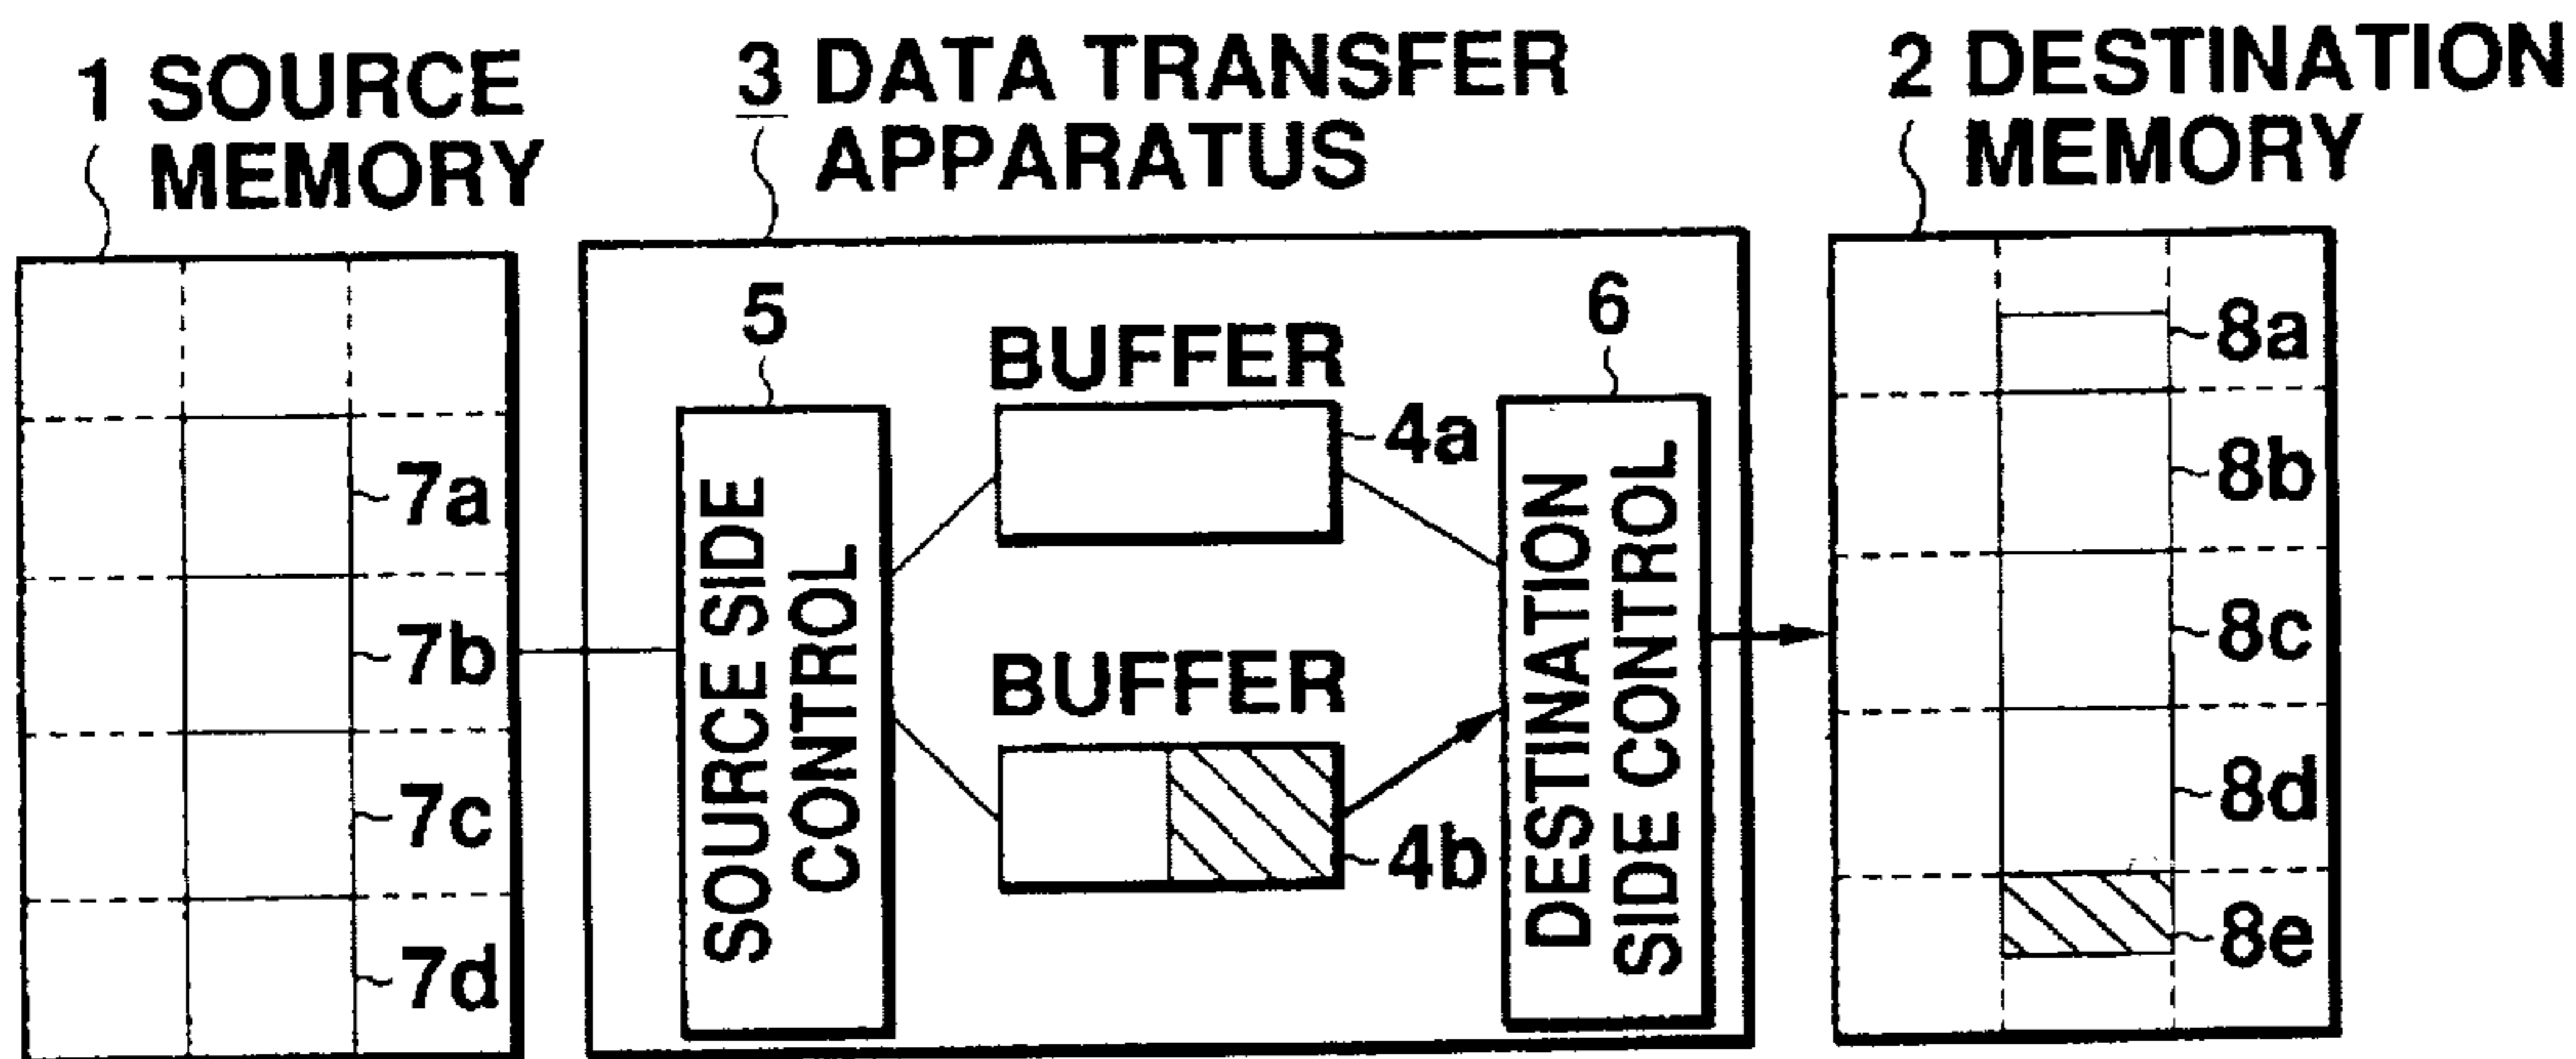 1 SOURCE
MEMORY
3 DATA TRANSFER
APPARATUS
2 DESTINATION
MEMORY
7a
7b
7c
7d
5
SOURCE SIDE
CONTROL
BUFFER
4a
BUFFER
4b
6
DESTINATION
SIDE CONTROL
8a
8b
8c
8d
8e